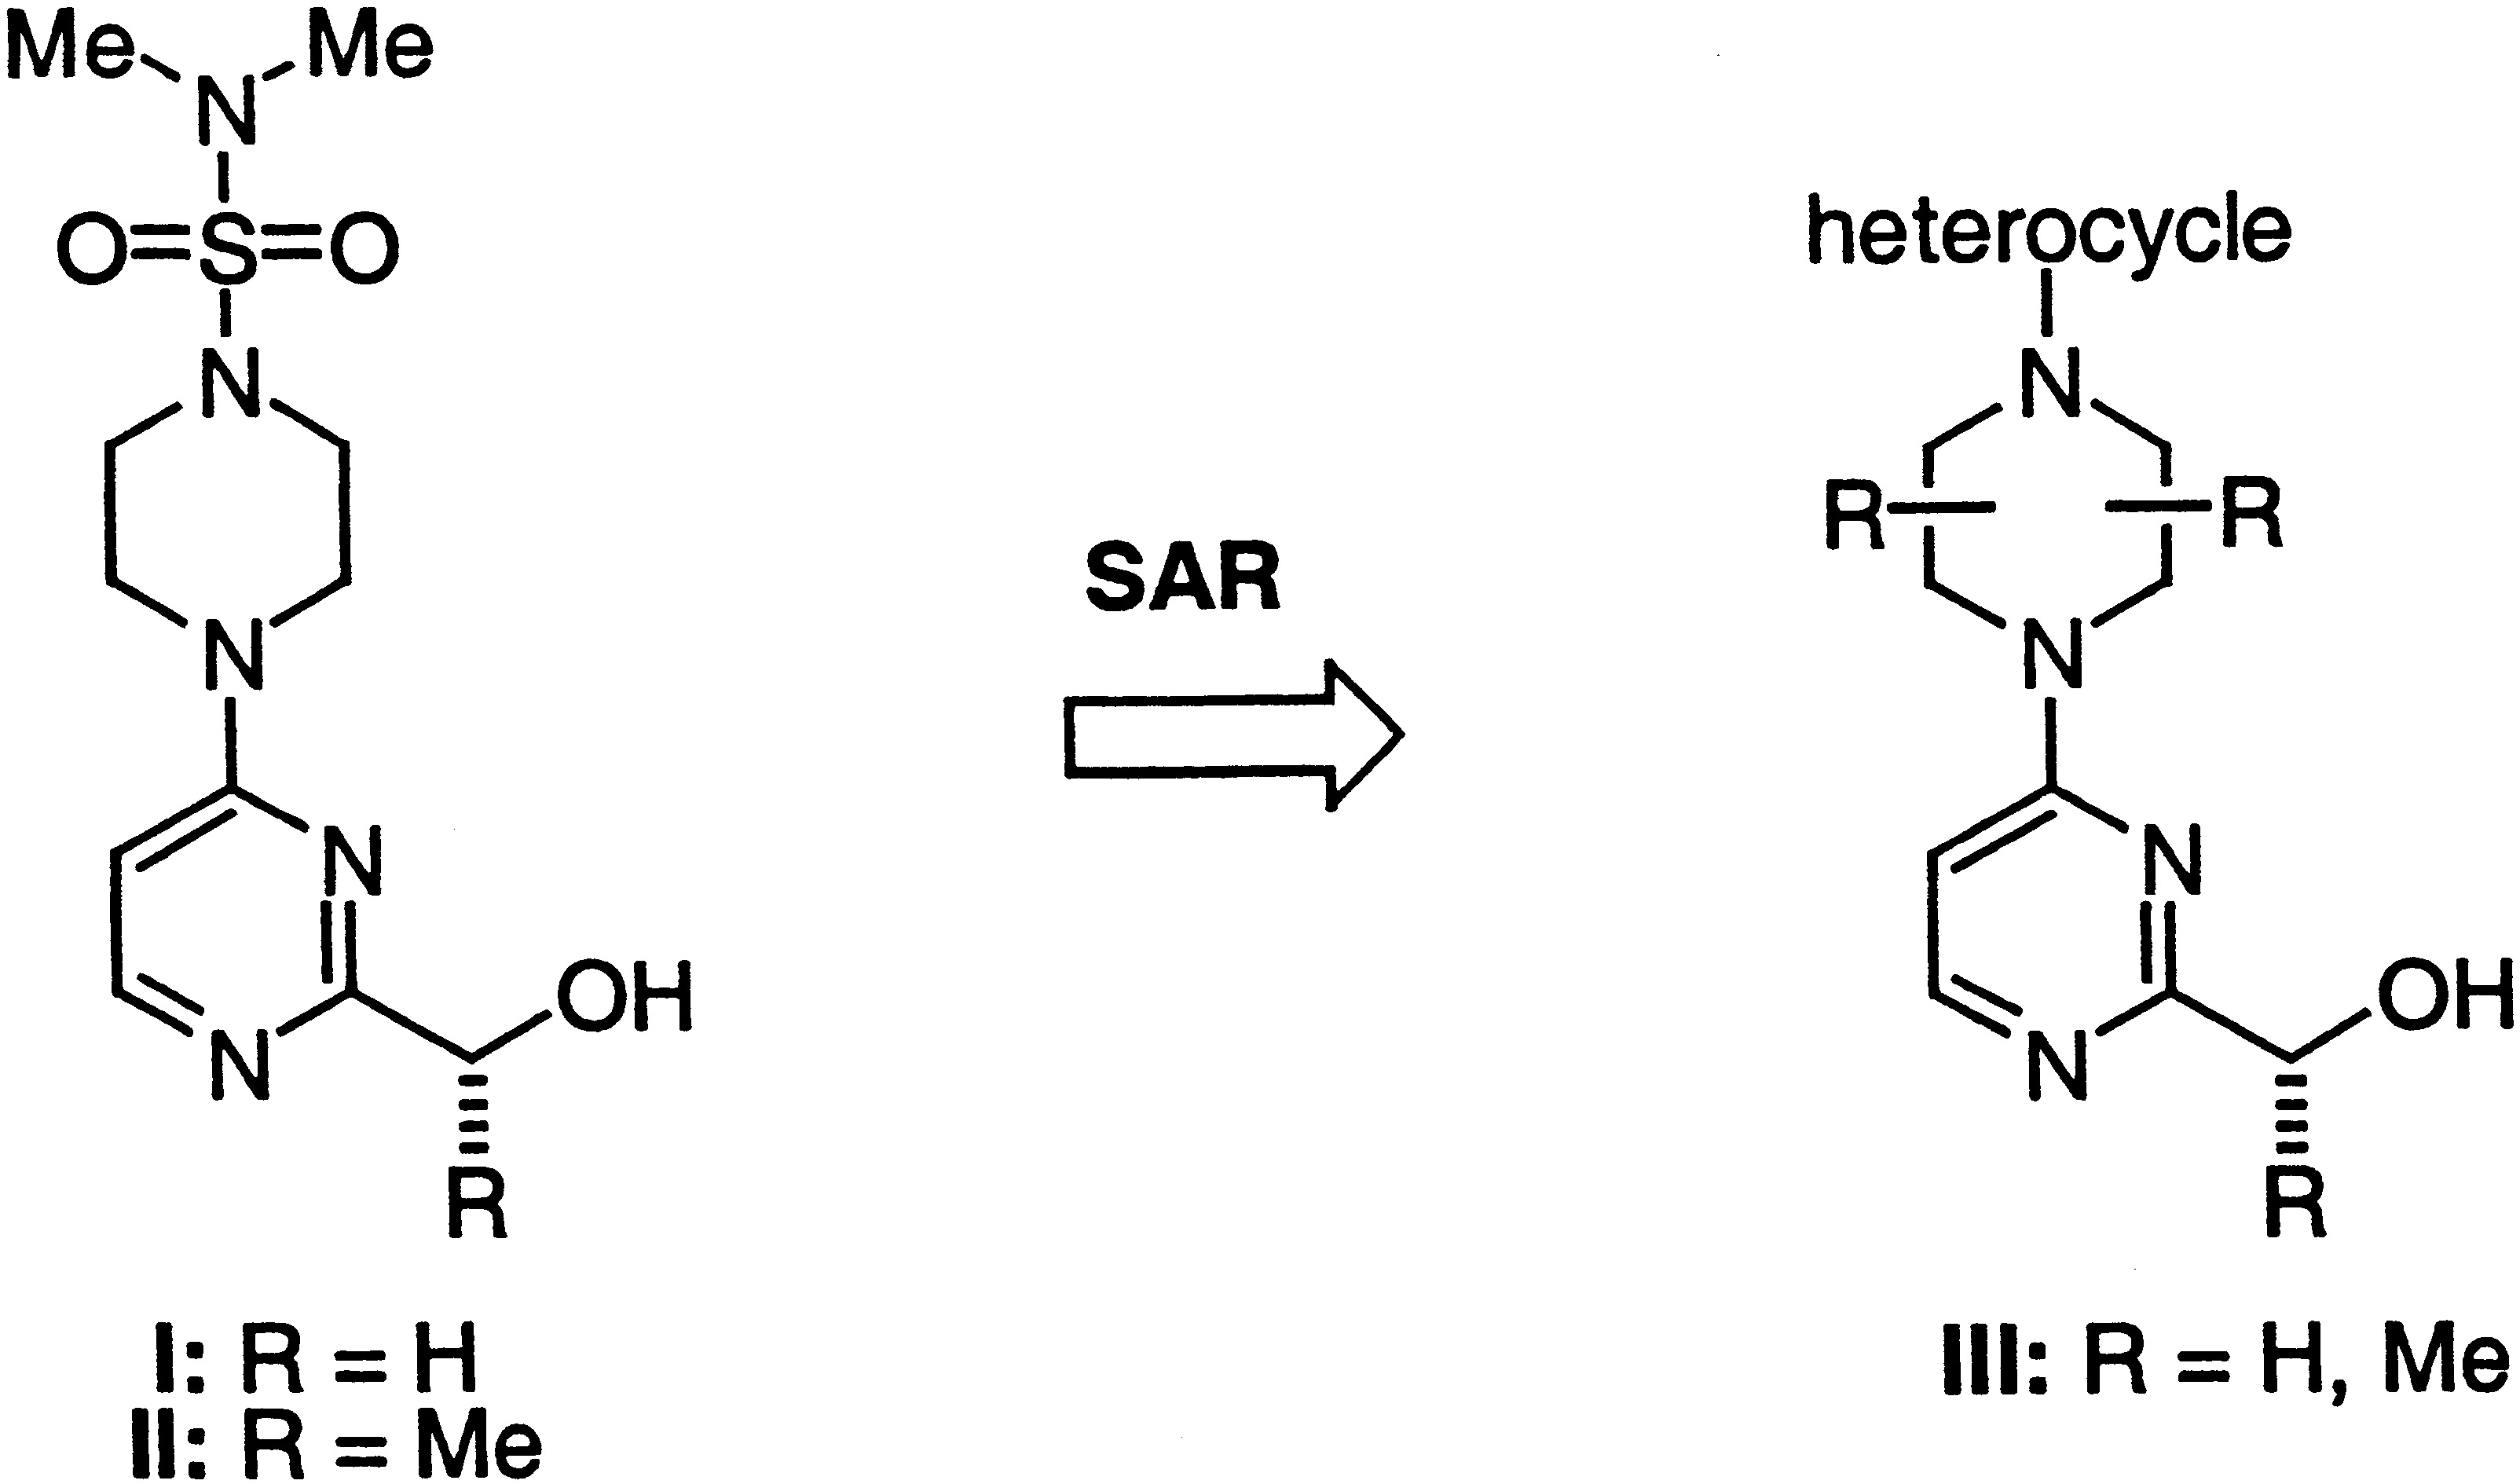 Me Me
N
O=S=O
N
N
N
N
OH
R
I: R = H
II: R = Me
SAR
heterocycle
N
R R
N
N
N
OH
R
III: R = H, Me